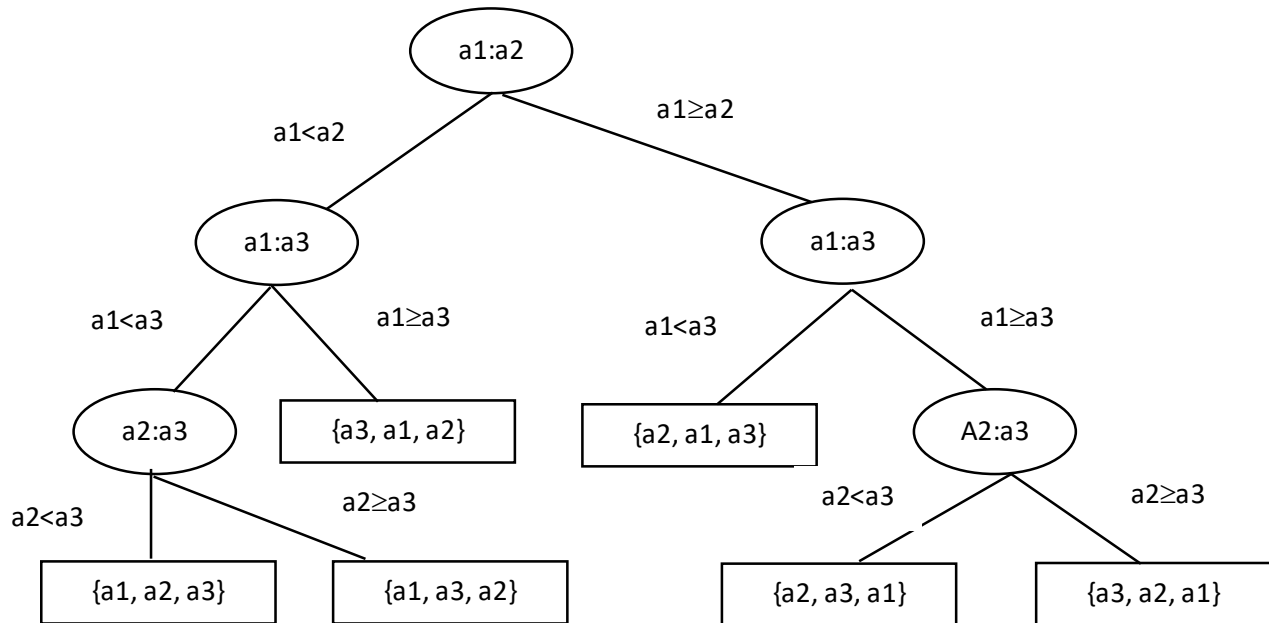 a1:a2
a1<a2
a1≥a2
a1:a3
a1:a3
a1<a3
a1≥a3
a1<a3
a1≥a3
a2:a3
{a3, a1, a2}
{a2, a1, a3}
A2:a3
a2<a3
a2≥a3
a2<a3
a2≥a3
{a1, a2, a3}
{a1, a3, a2}
{a2, a3, a1}
{a3, a2, a1}